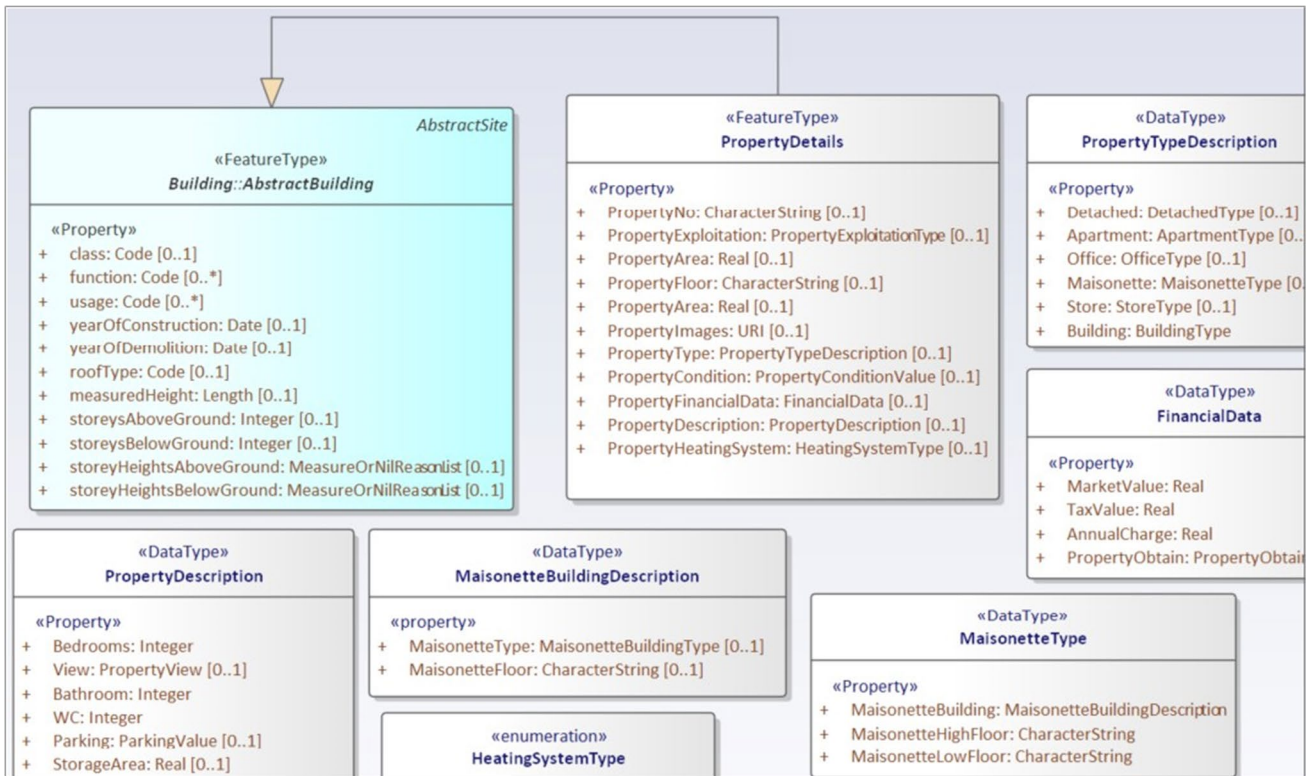 AbstractSite
«FeatureType»
Building::AbstractBuilding
«Property»
+ class: Code [0..1]
+ function: Code [0..*]
+ usage: Code [0..*]
+ yearOfConstruction: Date [0..1]
+ yearOfDemolition: Date [0..1]
+ roofType: Code [0..1]
+ measuredHeight: Length [0..1]
+ storeysAboveGround: Integer [0..1]
+ storeysBelowGround: Integer [0..1]
+ storeyHeightsAboveGround: MeasureOrNilReasonList [0..1]
+ storeyHeightsBelowGround: MeasureOrNilReasonList [0..1]
«FeatureType»
PropertyDetails
«Property»
+ PropertyNo: CharacterString [0..1]
+ PropertyExploitation: PropertyExploitationType [0..1]
+ PropertyArea: Real [0..1]
+ PropertyFloor: CharacterString [0..1]
+ PropertyArea: Real [0..1]
+ PropertyImages: URI [0..1]
+ PropertyType: PropertyTypeDescription [0..1]
+ PropertyCondition: PropertyConditionValue [0..1]
+ PropertyFinancialData: FinancialData [0..1]
+ PropertyDescription: PropertyDescription [0..1]
+ PropertyHeatingSystem: HeatingSystemType [0..1]
«DataType»
PropertyTypeDescription
«Property»
+ Detached: DetachedType [0..1]
+ Apartment: ApartmentType [0..
+ Office: OfficeType [0..1]
+ Maisonette: MaisonetteType [0.
+ Store: StoreType [0..1]
+ Building: BuildingType
«DataType»
FinancialData
«Property»
+ MarketValue: Real
+ TaxValue: Real
+ AnnualCharge: Real
+ PropertyObtain: PropertyObtain
«DataType»
PropertyDescription
«Property»
+ Bedrooms: Integer
+ View: PropertyView [0..1]
+ Bathroom: Integer
+ WC: Integer
+ Parking: ParkingValue [0..1]
+ StorageArea: Real [0..1]
«DataType»
MaisonetteBuildingDescription
«property»
+ MaisonetteType: MaisonetteBuildingType [0..1]
+ MaisonetteFloor: CharacterString [0..1]
«enumeration»
HeatingSystemType
«DataType»
MaisonetteType
«Property»
+ MaisonetteBuilding: MaisonetteBuildingDescription
+ MaisonetteHighFloor: CharacterString
+ MaisonetteLowFloor: CharacterString